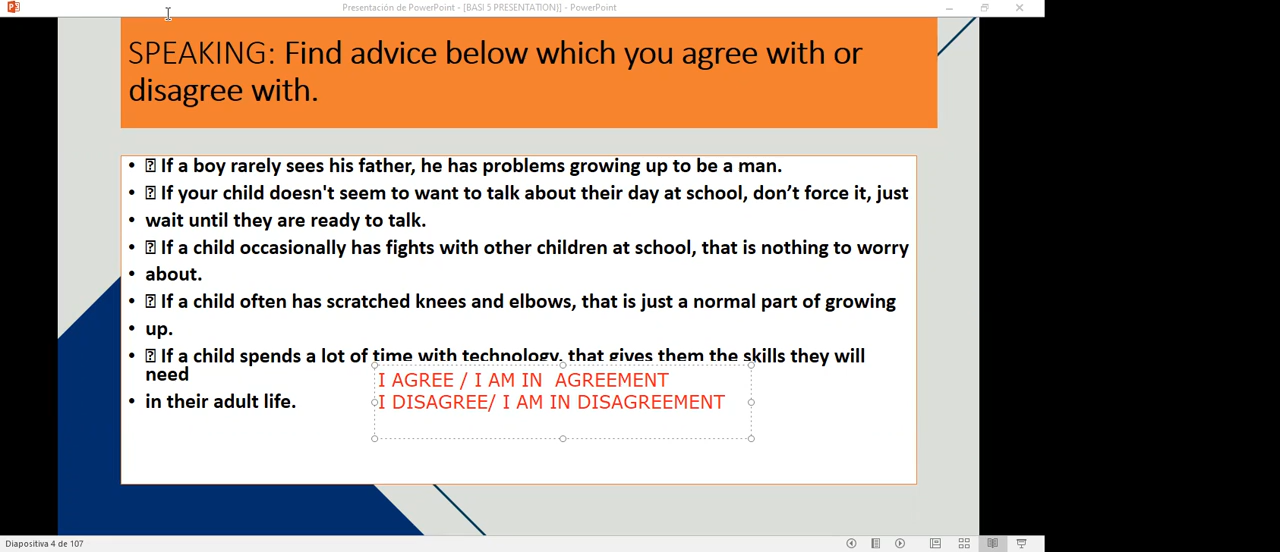 Presentación de PowerPoint - [BASI 5 PRESENTATION)] - PowerPoint
SPEAKING: Find advice below which you agree with or
disagree with.
• ⍰ If a boy rarely sees his father, he has problems growing up to be a man.
• ⍰ If your child doesn't seem to want to talk about their day at school, don’t force it, just
• wait until they are ready to talk.
• ⍰ If a child occasionally has fights with other children at school, that is nothing to worry
• about.
• ⍰ If a child often has scratched knees and elbows, that is just a normal part of growing
• up.
• ⍰ If a child spends a lot of time with technology, that gives them the skills they will
need
• in their adult life.
I AGREE / I AM IN  AGREEMENT
I DISAGREE/ I AM IN DISAGREEMENT
Diapositiva 4 de 107